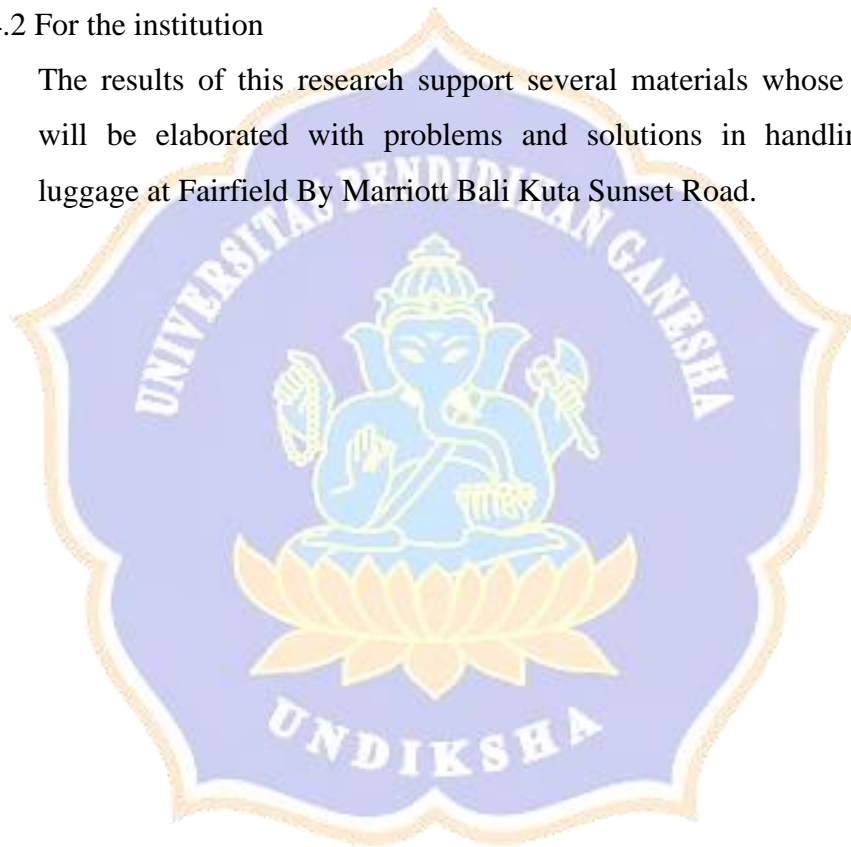 .2 For the institution
The results of this research support several materials whose
will be elaborated with problems and solutions in
luggage at Fairfield By Marriott Bali Kuta Sunset Road.
UNIVERSITAS PENDIDIKAN GANESHA
UNDIKSHA